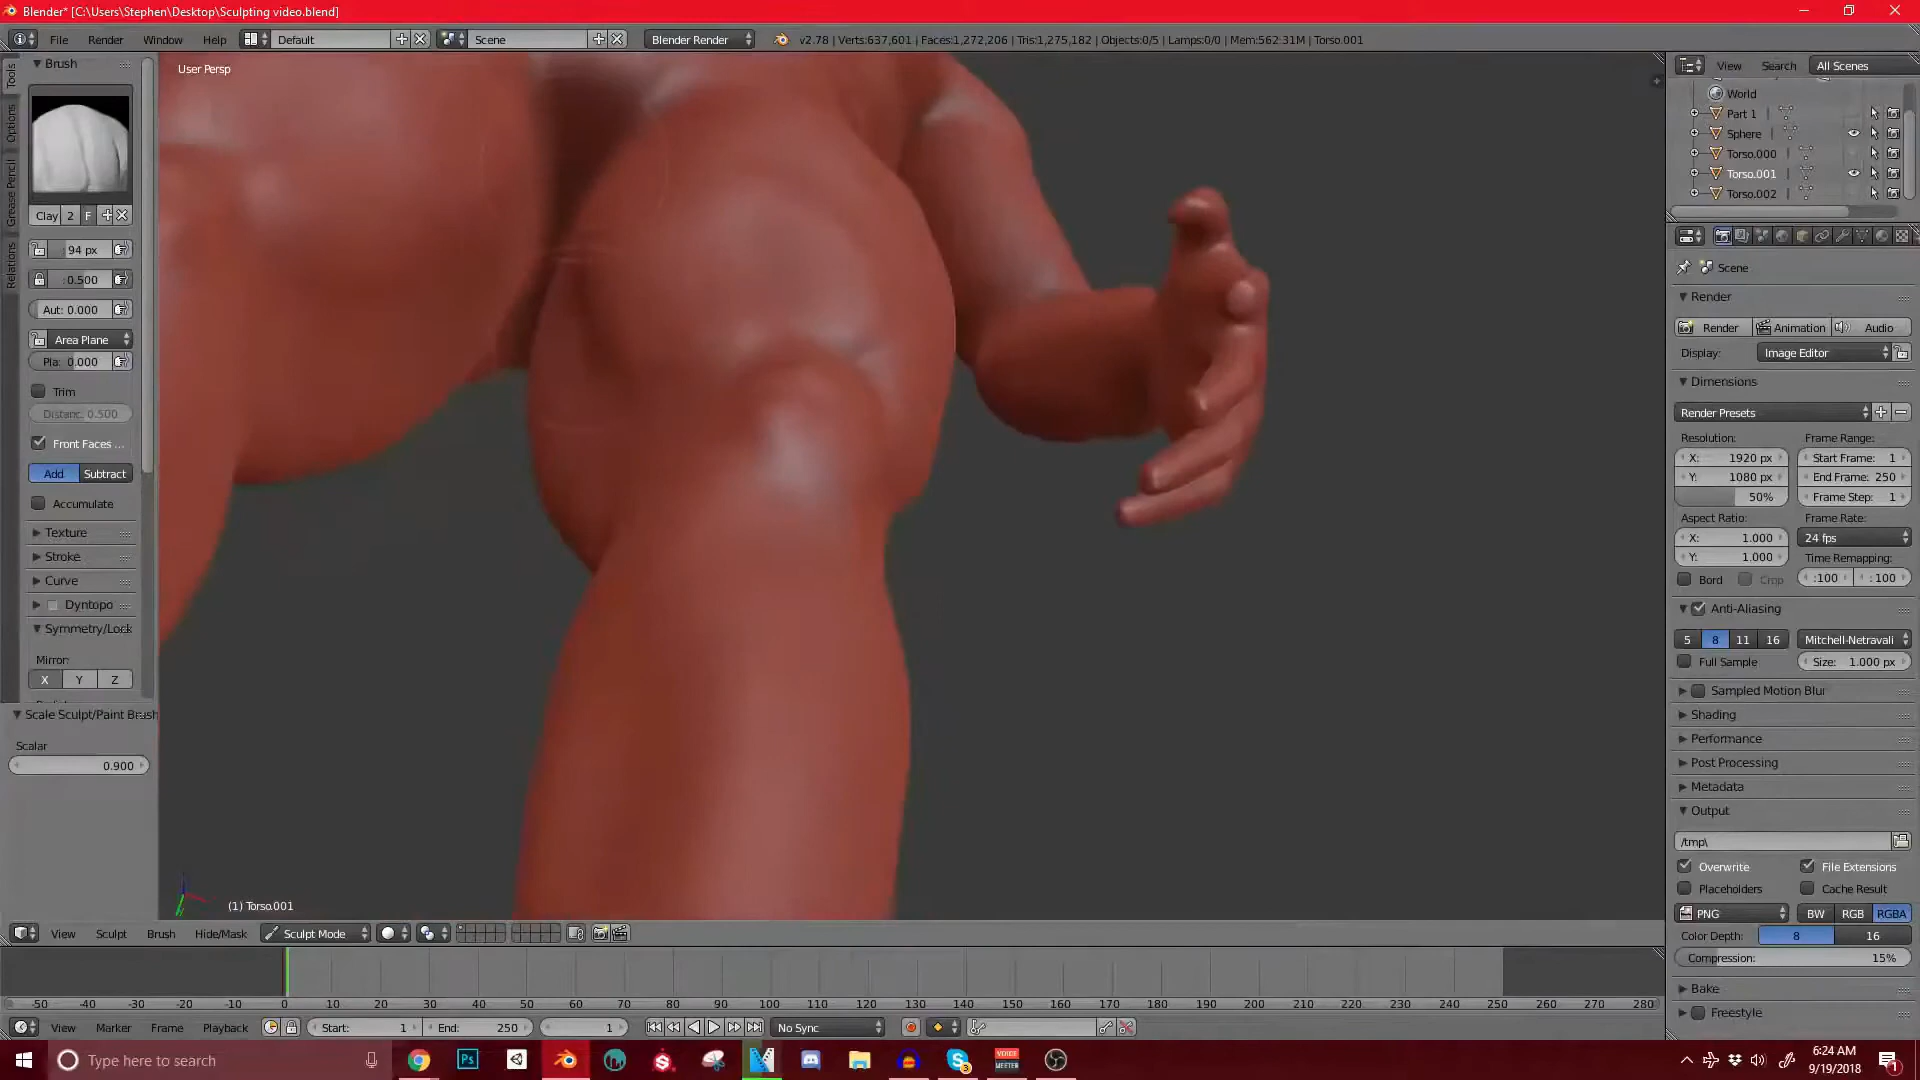 Blender* [C:\Users\Stephen\Desktop\Sculpting video.blend]
File Render Window Help Default Scene Blender Render v2.78 | Verts:637,601 | Faces:1,272,206 | Tris:1,275,182 | Objects:0/5 | Lamps:0/0 | Mem:562.31M | Torso.001
Brush
User Persp
View Search All Scenes
World
Part 1
Sphere
Torso.000
Torso.001
Torso.002
Tools
Options
Grease Pencil
Relations
Clay 2 F
94 px
0.500
Aut: 0.000
Area Plane
Pla: 0.000
Trim
Distanc: 0.500
Front Faces ...
Add Subtract
Accumulate
Texture
Stroke
Curve
Dyntopo
Symmetry/Lock
Mirror:
X Y Z
Scale Sculpt/Paint Brush
Scalar
0.900
Scene
Render
Render Animation Audio
Display: Image Editor
Dimensions
Render Presets
Resolution: Frame Range:
X: 1920 px Start Frame: 1
Y: 1080 px End Frame: 250
50% Frame Step: 1
Aspect Ratio: Frame Rate:
X: 1.000 24 fps
Y: 1.000 Time Remapping:
Bord Crop :100 : 100
Anti-Aliasing
5 8 11 16 Mitchell-Netravali
Full Sample Size: 1.000 px
Sampled Motion Blur
Shading
Performance
Post Processing
Metadata
Output
/tmp\
Overwrite File Extensions
Placeholders Cache Result
PNG BW RGB RGBA
Color Depth: 8 16
Compression: 15%
Bake
Freestyle
(1) Torso.001
View Sculpt Brush Hide/Mask Sculpt Mode
-50 -40 -30 -20 -10 0 10 20 30 40 50 60 70 80 90 100 110 120 130 140 150 160 170 180 190 200 210 220 230 240 250 260 270 280
View Marker Frame Playback Start: 1 End: 250 1 No Sync
Type here to search
Ps
VOICE
MEETER
3
6:24 AM
9/19/2018
1